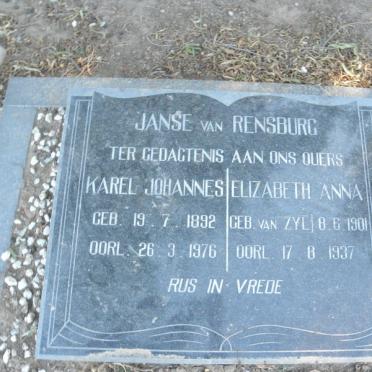 JANSE VAN RENSBURG
TER GEDAGTENIS AAN ONS OUERS
KAREL JOHANNES
GEB. 19 . 7 . 1892
OORL. 26 . 3 . 1976
ELIZABETH ANNA
GEB. VAN ZYL 8 . 6 . 1901
OORL. 17 . 8 . 1937
RUS IN VREDE